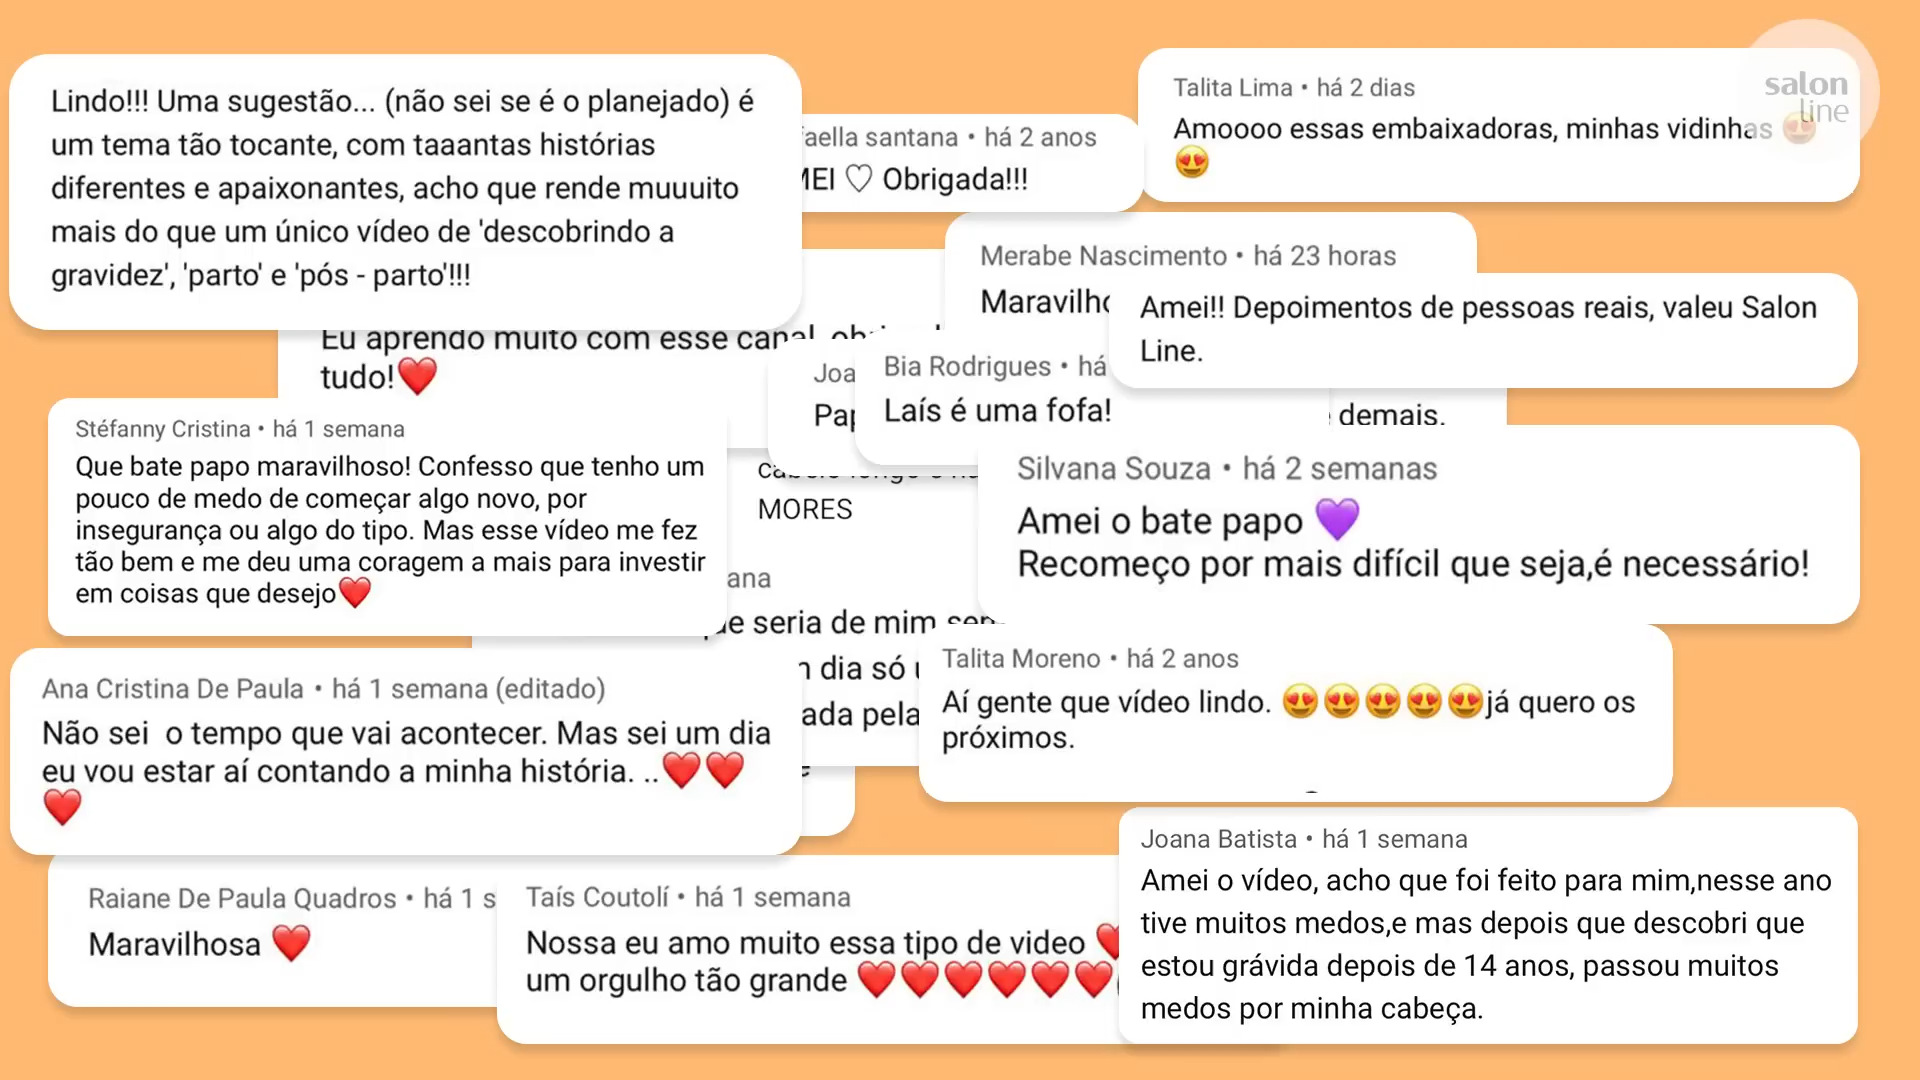 Lindo!!! Uma sugestão... (não sei se é o planejado) é
um tema tão tocante, com taaantas histórias
diferentes e apaixonantes, acho que rende muuuito
mais do que um único vídeo de 'descobrindo a
gravidez', 'parto' e 'pós - parto'!!!
santana • há 2 anos
♡ Obrigada!!!
Talita Lima • há 2 dias
Amoooo essas embaixadoras, minhas vidinhas 😍
😍
salon
line
Merabe Nascimento • há 23 horas
Amei!! Depoimentos de pessoas reais, valeu Salon
Line.
Eu aprendo muito com esse canal
tudo!❤️
Bia Rodrigues • há
Laís é uma fofa!
demais.
Stéfanny Cristina • há 1 semana
Que bate papo maravilhoso! Confesso que tenho um
pouco de medo de começar algo novo, por
insegurança ou algo do tipo. Mas esse vídeo me fez
tão bem e me deu uma coragem a mais para investir
em coisas que desejo❤️
MORES
Silvana Souza • há 2 semanas
Amei o bate papo 💜
Recomeço por mais difícil que seja,é necessário!
seria de mim
dia só
pela
Talita Moreno • há 2 anos
Aí gente que vídeo lindo. 😍😍😍😍😍já quero os
próximos.
Ana Cristina De Paula • há 1 semana (editado)
Não sei o tempo que vai acontecer. Mas sei um dia
eu vou estar aí contando a minha história. ..❤️❤️
❤️
Raiane De Paula Quadros • há 1 s
Maravilhosa ❤️
Taís Coutolí • há 1 semana
Nossa eu amo muito essa tipo de video ❤️
um orgulho tão grande ❤️❤️❤️❤️❤️❤️
Joana Batista • há 1 semana
Amei o vídeo, acho que foi feito para mim,nesse ano
tive muitos medos,e mas depois que descobri que
estou grávida depois de 14 anos, passou muitos
medos por minha cabeça.